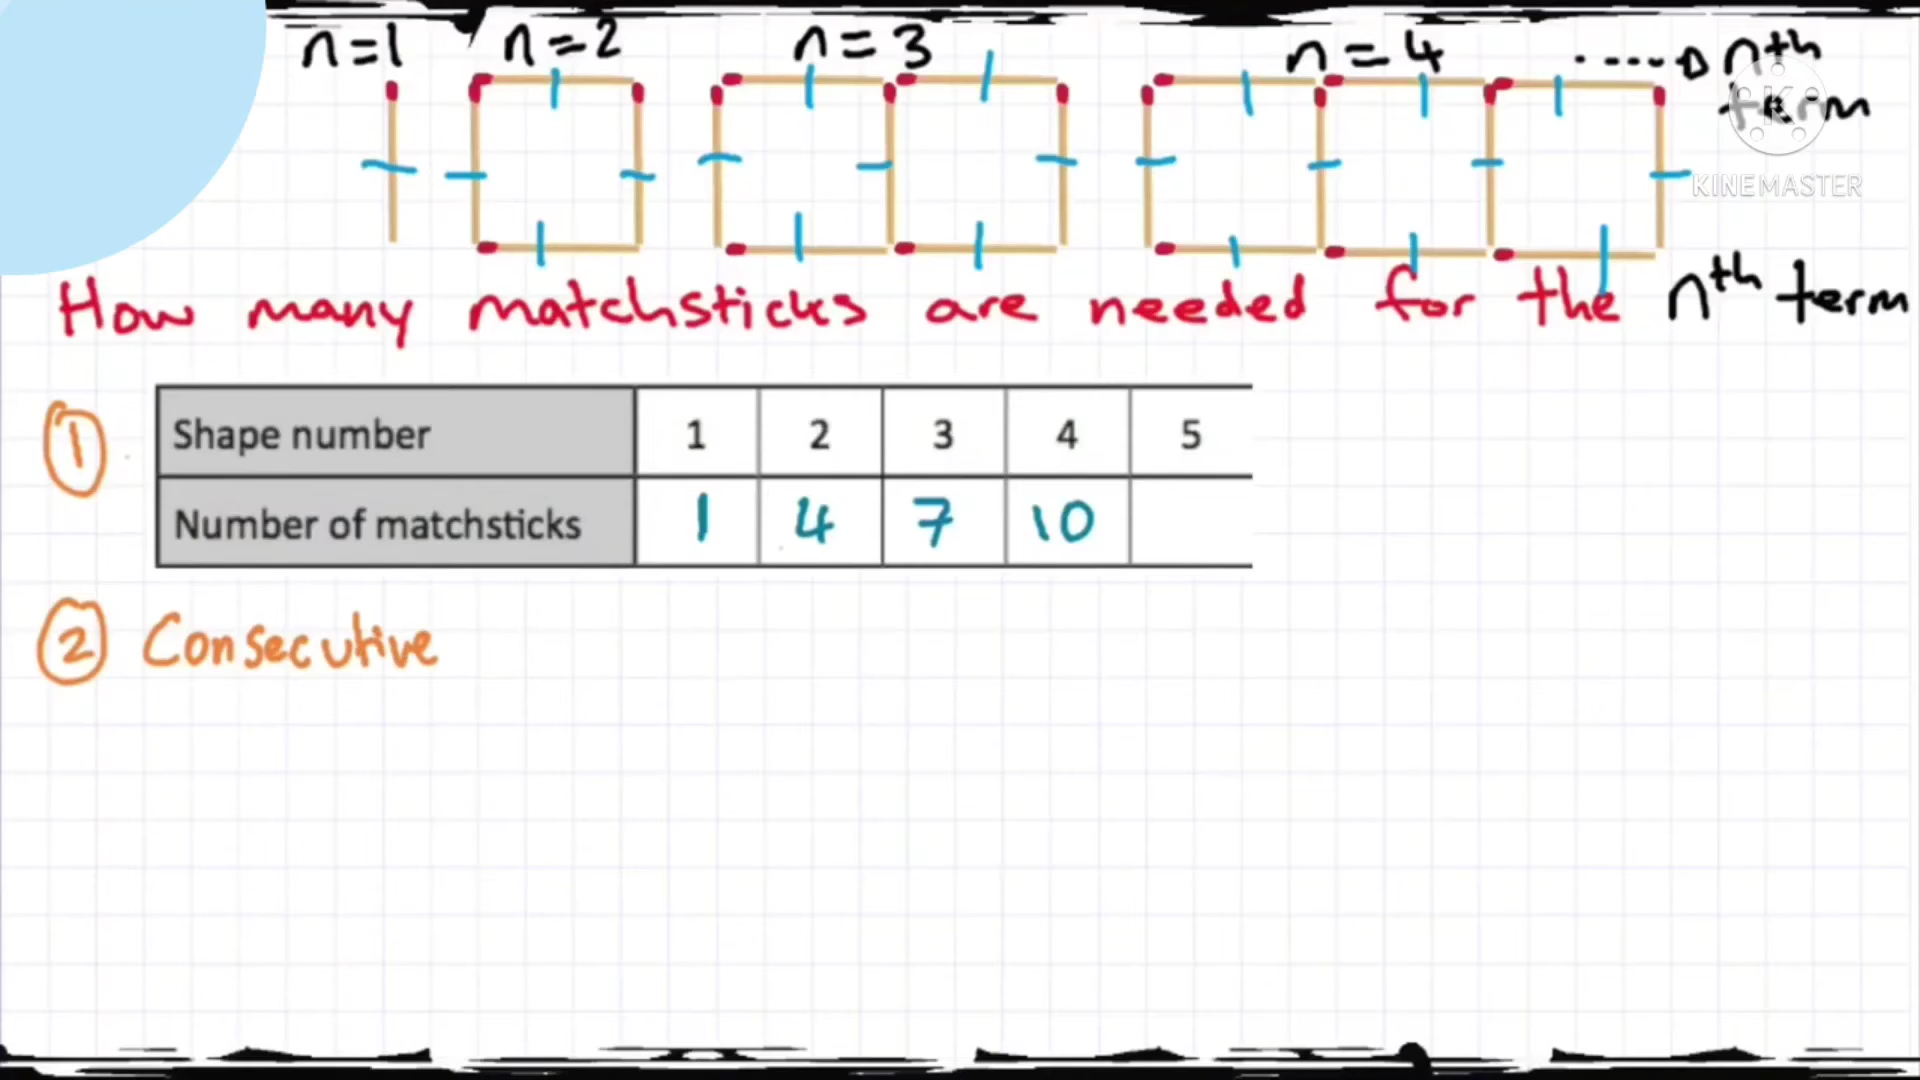 n=1 n=2 n=3 n=4 .....→ nth
term
KINEMASTER
How many matchsticks are needed for the nth term
1 Shape number 1 2 3 4 5
Number of matchsticks 1 4 7 10
2 Consecutive